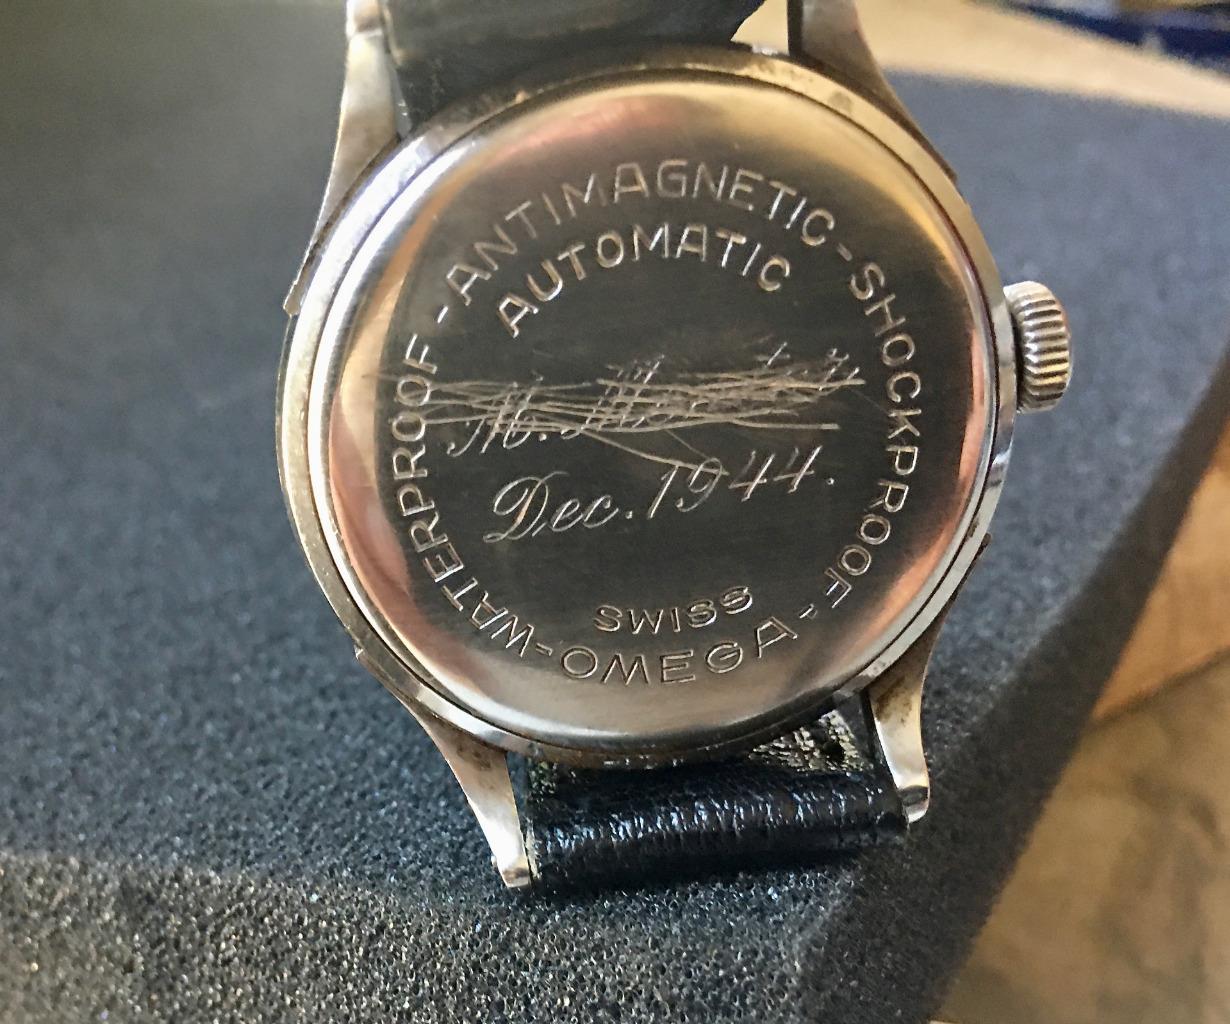 WATERPROOF - ANTIMAGNETIC - SHOCKPROOF - OMEGA -
AUTOMATIC
Dec. 1944.
SWISS